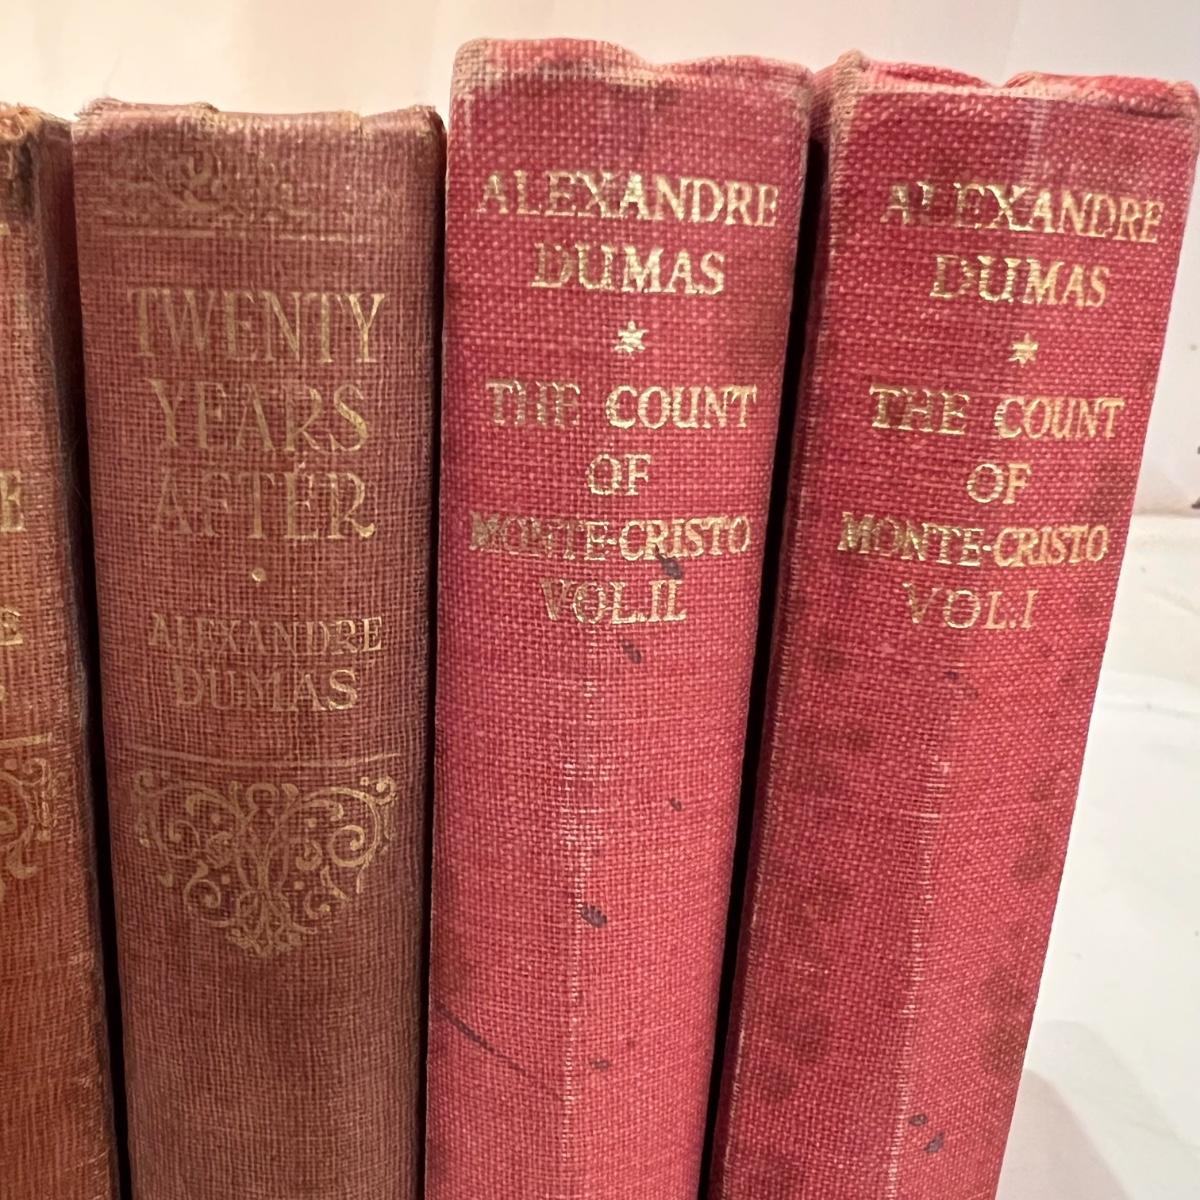 TWENTY
YEARS
AFTER
ALEXANDRE
DUMAS
ALEXANDRE
DUMAS
THE COUNT
OF
MONTE-CRISTO
VOL.II.
ALEXANDRE
DUMAS
THE COUNT
OF
MONTE-CRISTO
VOL.I